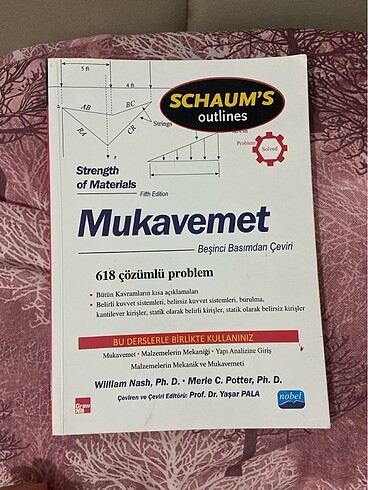 5 ft
4 ft
SCHAUM'S
outlines
AB
BC
RA
CR
Strings
Problem
Solved
Strength
of Materials
Fifth Edition
Mukavemet
Beşinci Basımdan Çeviri
618 çözümlü problem
• Bütün Kavramların kısa açıklamaları
• Belirli kuvvet sistemleri, belirsiz kuvvet sistemleri, burulma,
kantilever kirişler, statik olarak belirli kirişler, statik olarak belirsiz kirişler
BU DERSLERLE BİRLİKTE KULLANINIZ
Mukavemet • Malzemelerin Mekaniği • Yapı Analizine Giriş
Malzemelerin Mekanik ve Mukavemeti
William Nash, Ph. D. • Merle C. Potter, Ph. D.
Çeviren ve Çeviri Editörü: Prof. Dr. Yaşar PALA
Graw
Hill
nobel